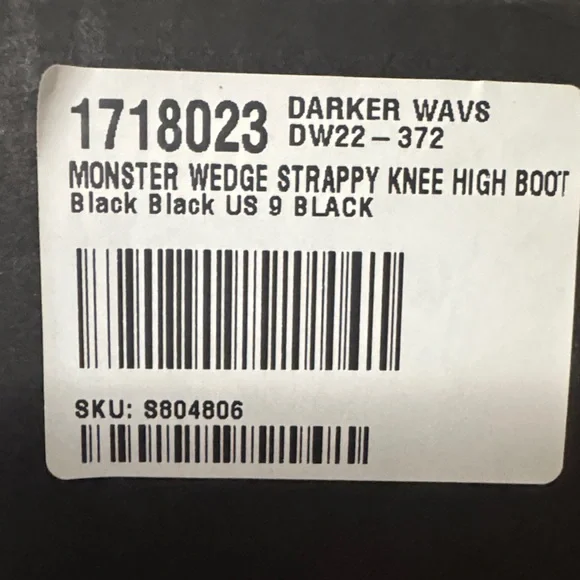 1718023 DARKER WAVS
DW22-372
MONSTER WEDGE STRAPPY KNEE HIGH BOOT
Black Black US 9 BLACK
SKU: S804806